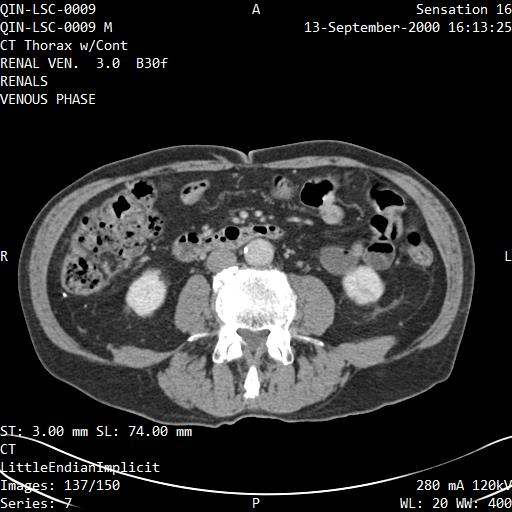 QIN-LSC-0009
A
Sensation 16
QIN-LSC-0009 M
13-September-2000 16:13:25
CT Thorax w/Cont
RENAL VEN. 3.0 B30f
RENALS
VENOUS PHASE
R
L
ST: 3.00 mm SL: 74.00 mm
CT
LittleEndianImplicit
Images: 137/150
280 mA 120kV
Series: 7
P
WL: 20 WW: 400